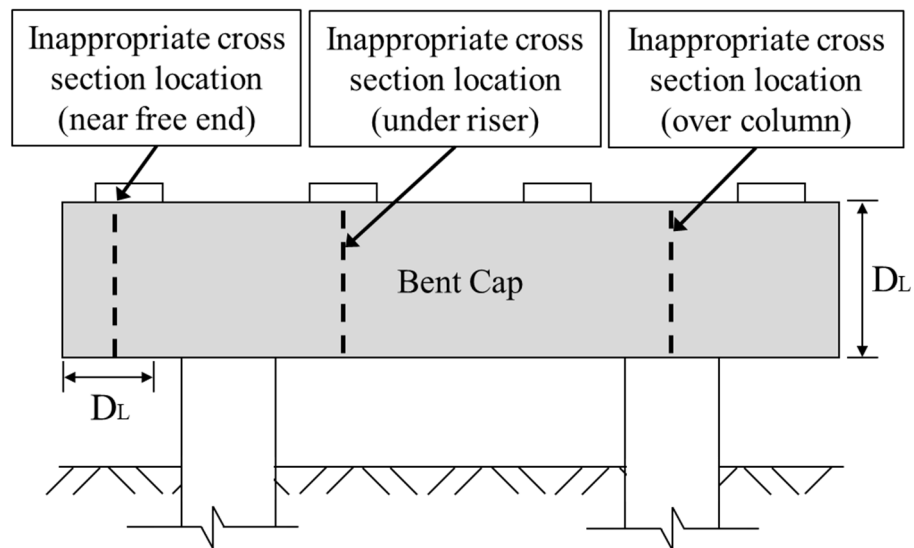 Inappropriate cross
section location
(near free end)
Inappropriate cross
section location
(under riser)
Inappropriate cross
section location
(over column)
Bent Cap
DL
DL